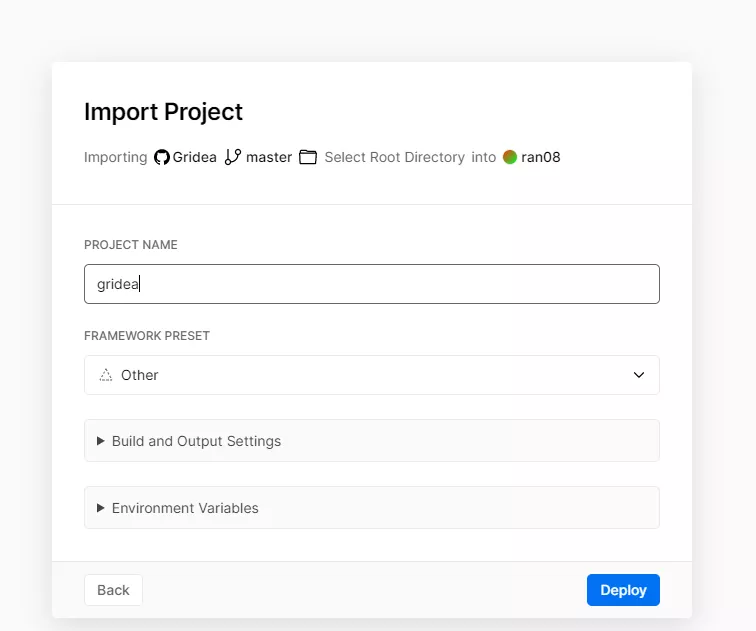 Import Project
Importing Gridea master Select Root Directory into ran08
PROJECT NAME
gridea
FRAMEWORK PRESET
Other
Build and Output Settings
Environment Variables
Back Deploy